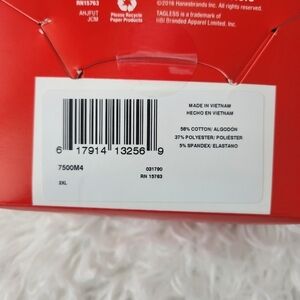 RN15763
©2016 Hanesbrands Inc. All rights reserved.
AHJFUT
JCM
Please Recycle
Paper Products
TAGLESS is a trademark of
HBI Branded Apparel Limited, Inc.
MADE IN VIETNAM
HECHO EN VIETNAM
58% COTTON/ ALGODÓN
37% POLYESTER/ POLIÉSTER
5% SPANDEX/ ELASTANO
6 17914 13256 9
7500M4
031790
2XL
RN 15763